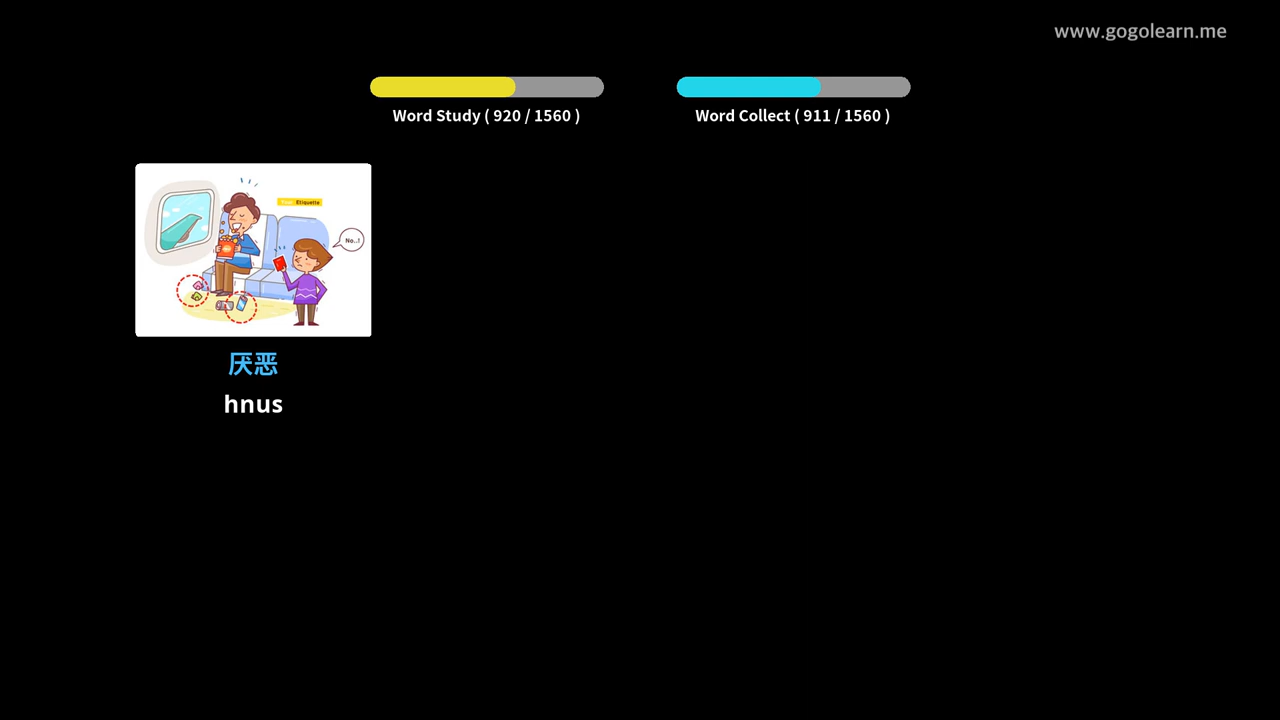 www.gogolearn.me
Word Study ( 920 / 1560 )
Word Collect ( 911 / 1560 )
Etiquette
No..!
厌恶
hnus